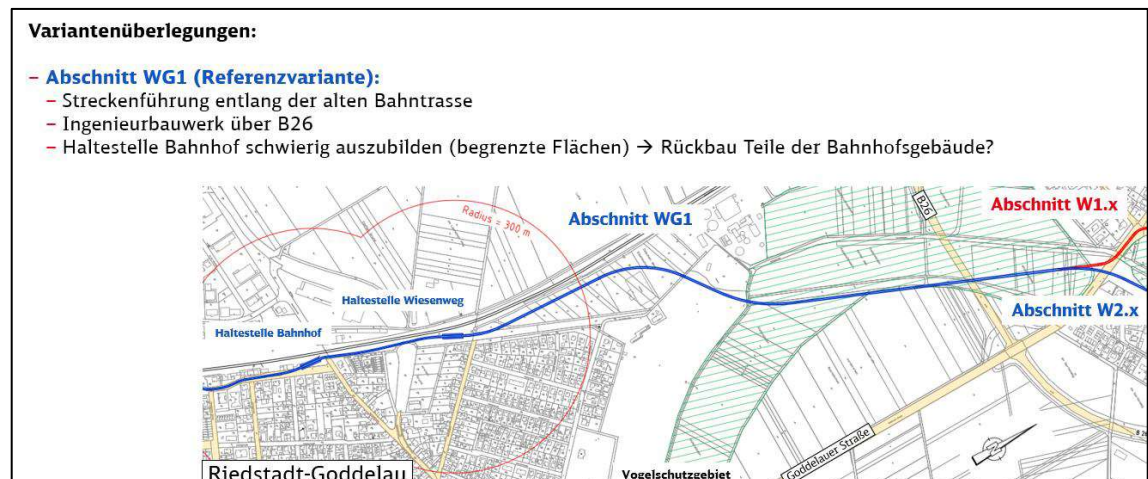 Variantenüberlegungen:
– Abschnitt WG1 (Referenzvariante):
– Streckenführung entlang der alten Bahntrasse
– Ingenieurbauwerk über B26
– Haltestelle Bahnhof schwierig auszubilden (begrenzte Flächen) → Rückbau Teile der Bahnhofsgebäude?
Radius = 300 m
Abschnitt WG1
B26
Abschnitt W1.x
Haltestelle Wiesenweg
Abschnitt W2.x
Haltestelle Bahnhof
Goddelauer Straße
Riedstadt-Goddelau
Vogelschutzgebiet